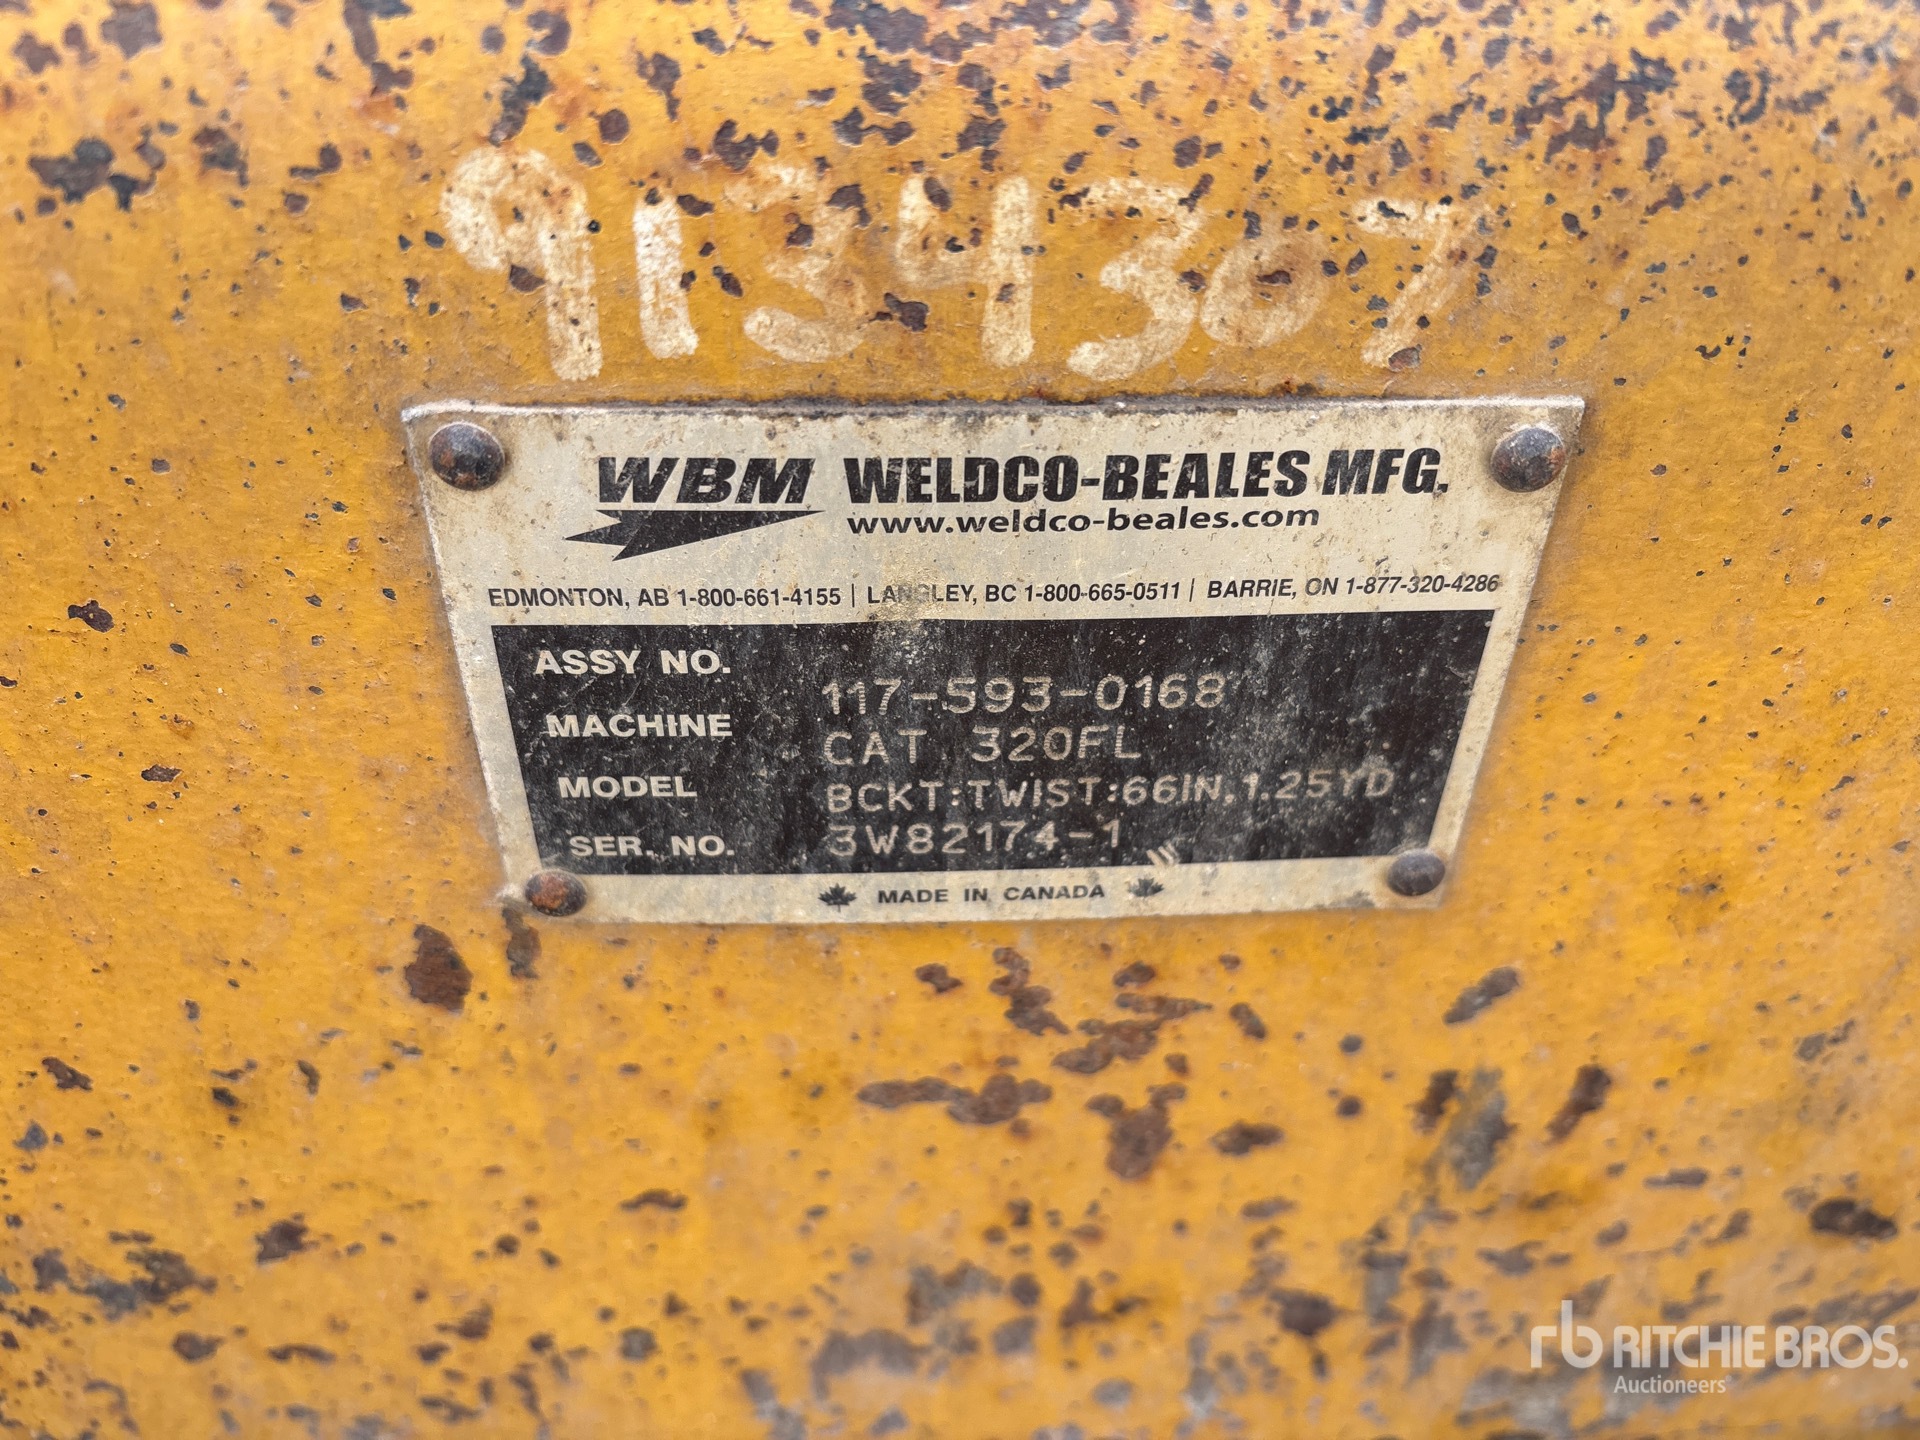 9134307
WBM WELDCO-BEALES MFG.
www.weldco-beales.com
EDMONTON, AB 1-800-661-4155 | LANGLEY, BC 1-800-665-0511 | BARRIE, ON 1-877-320-4286
ASSY NO. 117-593-0168
MACHINE CAT 320FL
MODEL BCKT:TWIST:66IN,1.25YD
SER. NO. 3W82174-1
MADE IN CANADA
rb RITCHIE BROS.
Auctioneers